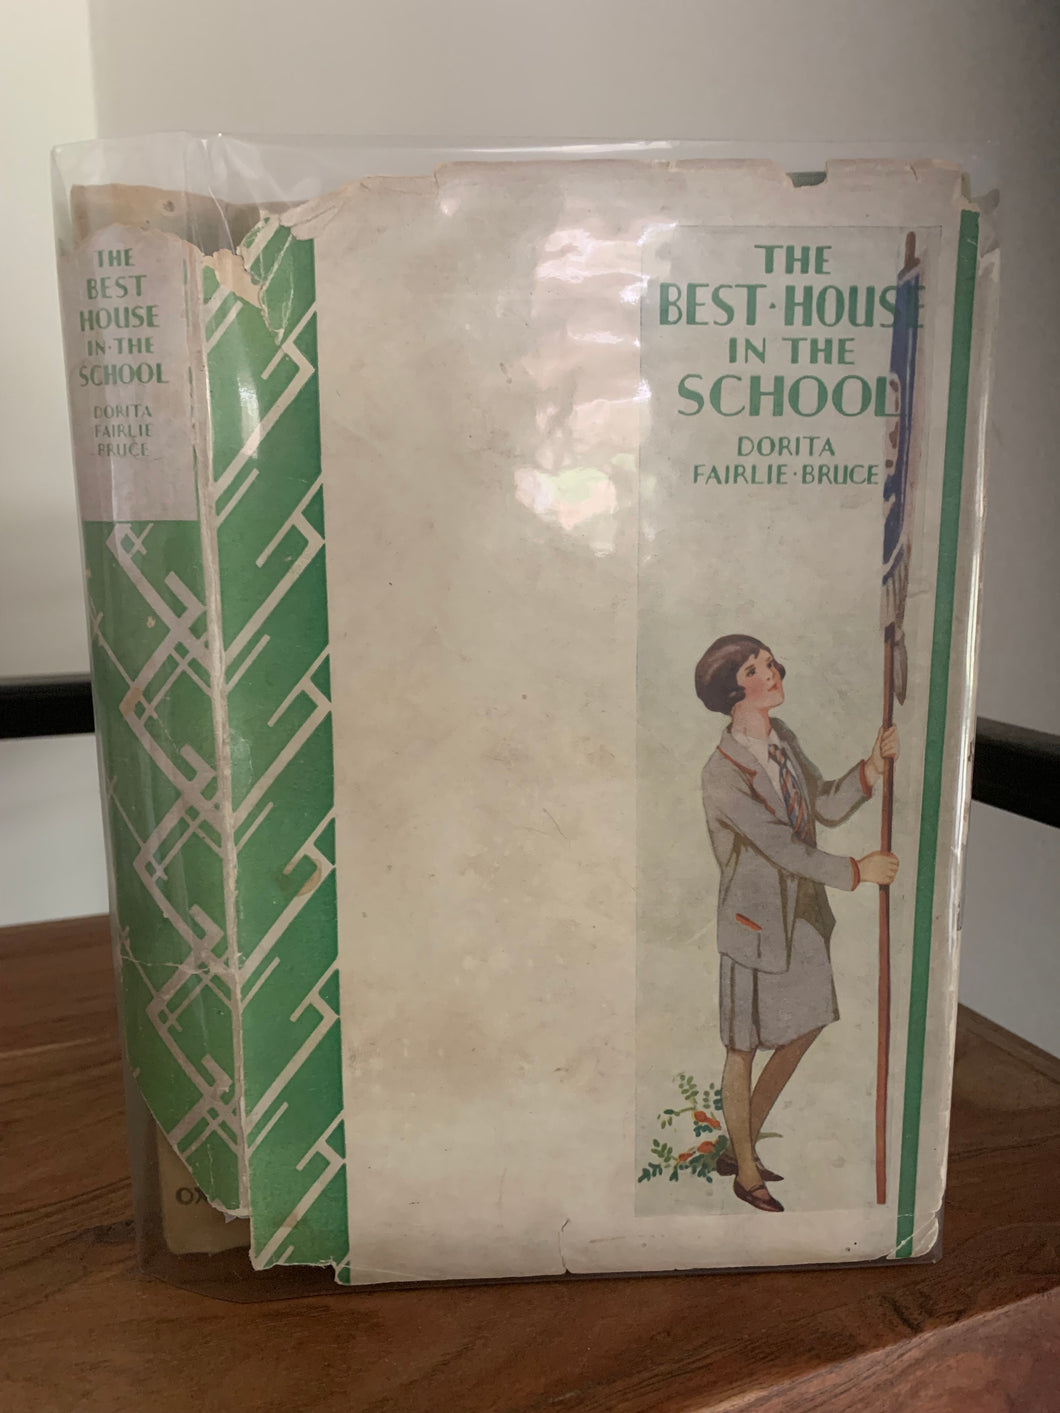 THE
BEST
HOUSE
IN·THE
SCHOOL
DORITA
FAIRLIE
BRUCE
THE
BEST·HOUSE
IN THE
SCHOOL
DORITA
FAIRLIE·BRUCE